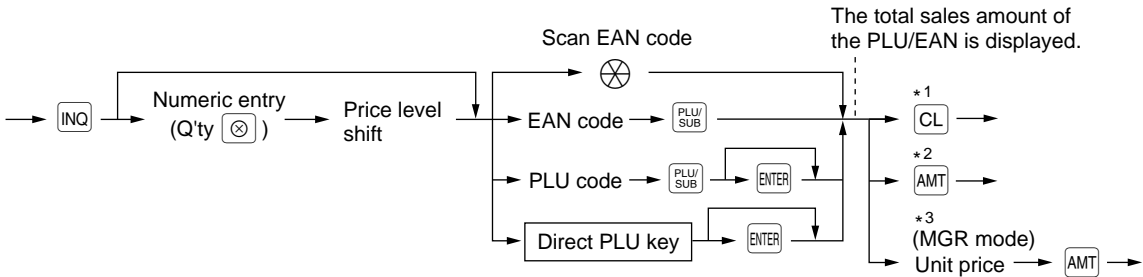 The total sales amount of
the PLU/EAN is displayed.
Scan EAN code
INQ
Numeric entry
(Q'ty ⊗ )
Price level
shift
EAN code
PLU/
SUB
PLU code
PLU/
SUB
ENTER
Direct PLU key
ENTER
*1
CL
*2
AMT
*3
(MGR mode)
Unit price
AMT